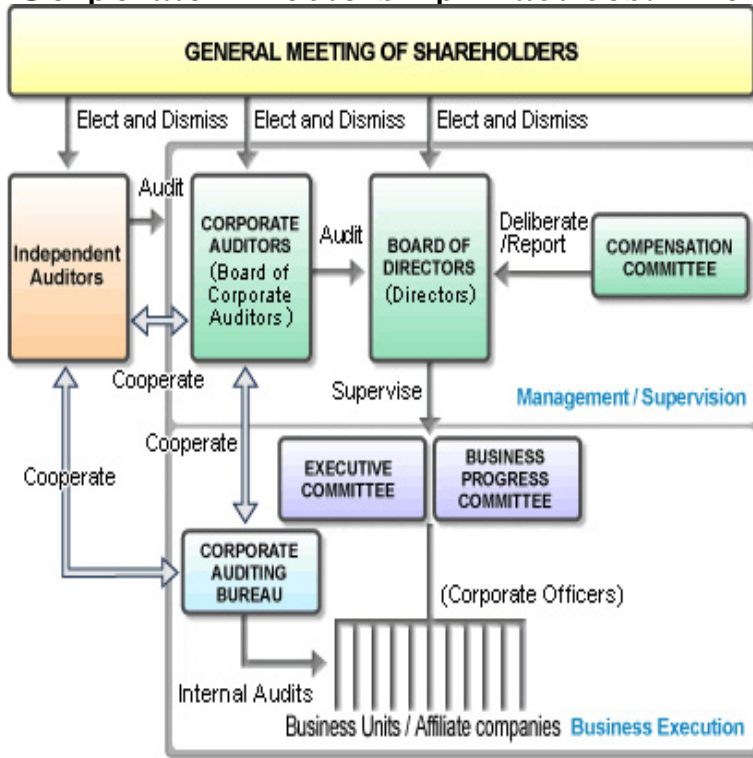 GENERAL MEETING OF SHAREHOLDERS
Elect and Dismiss
Elect and Dismiss
Elect and Dismiss
Independent
Auditors
Audit
CORPORATE
AUDITORS
(Board of
Corporate
Auditors)
Audit
BOARD OF
DIRECTORS
(Directors)
Deliberate
/Report
COMPENSATION
COMMITTEE
Cooperate
Supervise
Management / Supervision
Cooperate
Cooperate
EXECUTIVE
COMMITTEE
BUSINESS
PROGRESS
COMMITTEE
CORPORATE
AUDITING
BUREAU
(Corporate Officers)
Internal Audits
Business Units / Affiliate companies
Business Execution